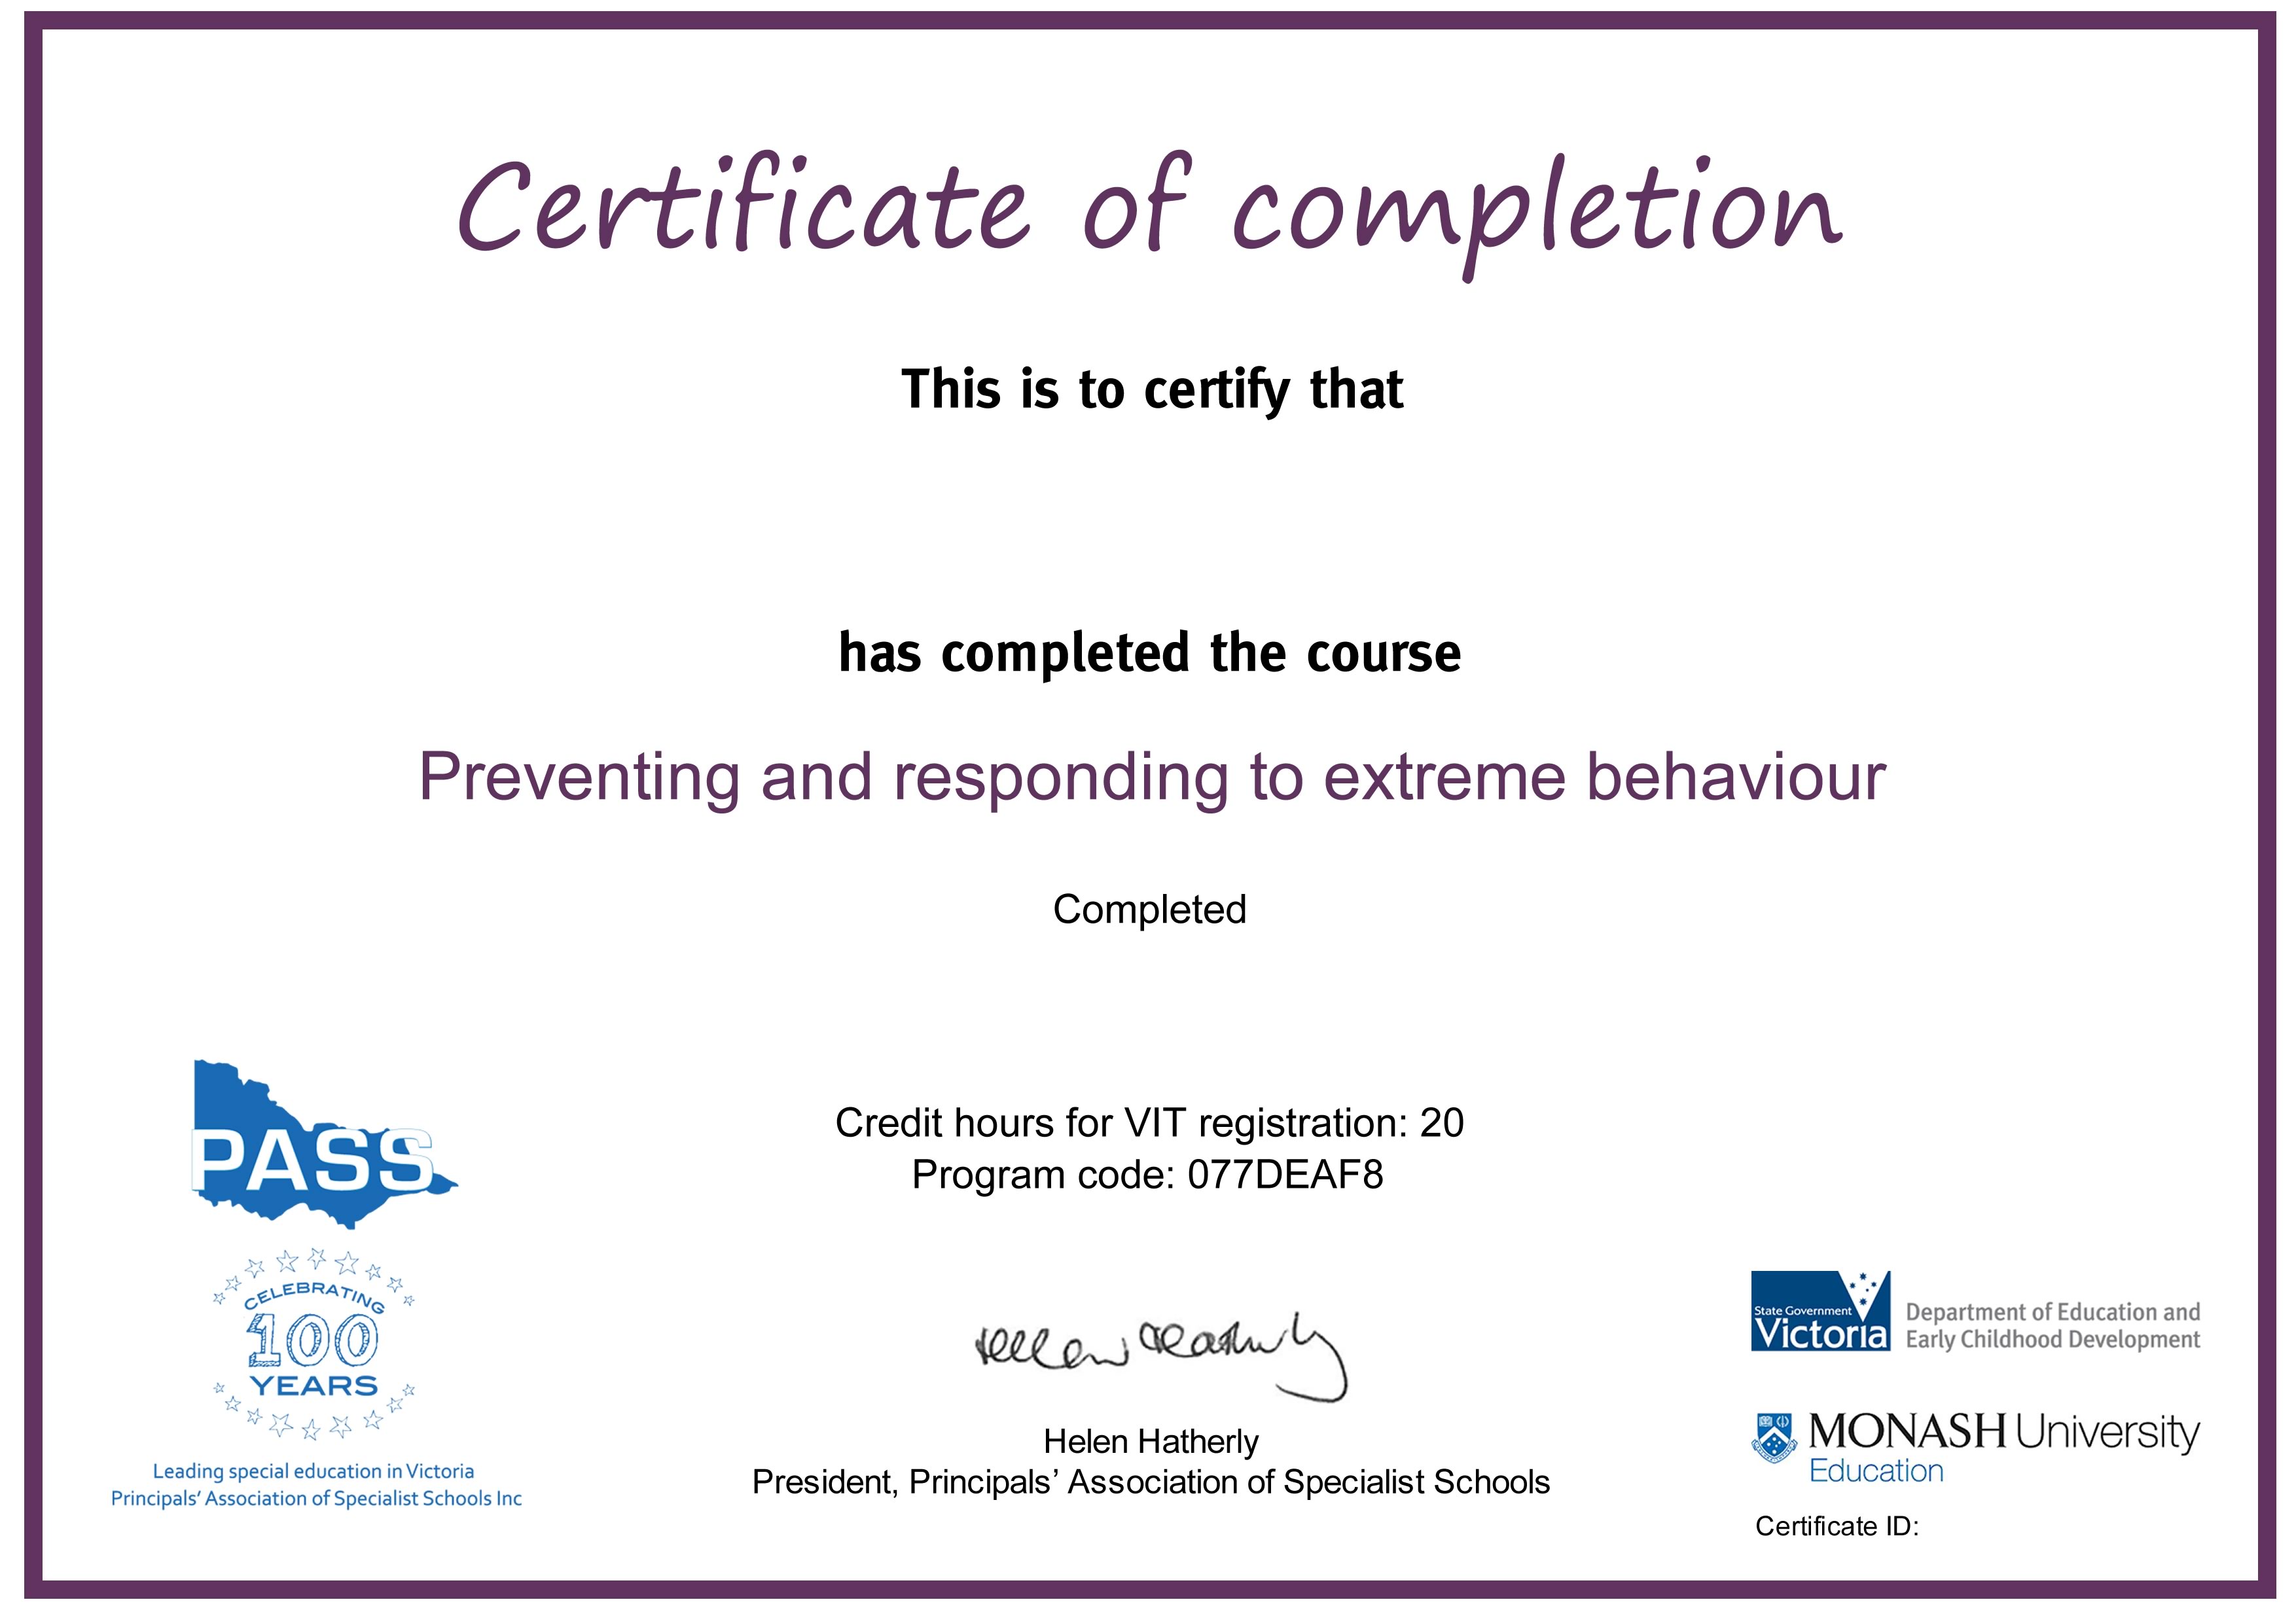 Certificate of completion
This is to certify that
has completed the course
Preventing and responding to extreme behaviour
Completed
Credit hours for VIT registration: 20
Program code: 077DEAF8
PASS
CELEBRATING
100
YEARS
Leading special education in Victoria
Principals’ Association of Specialist Schools Inc
Helen Hatherly
Helen Hatherly
President, Principals’ Association of Specialist Schools
State Government
Victoria
Department of Education and
Early Childhood Development
MONASH University
Education
Certificate ID: